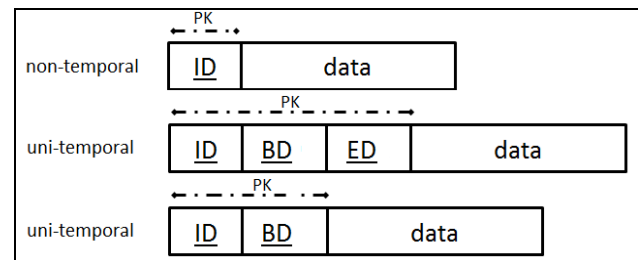 PK
non-temporal ID data
PK
uni-temporal ID BD ED data
PK
uni-temporal ID BD data